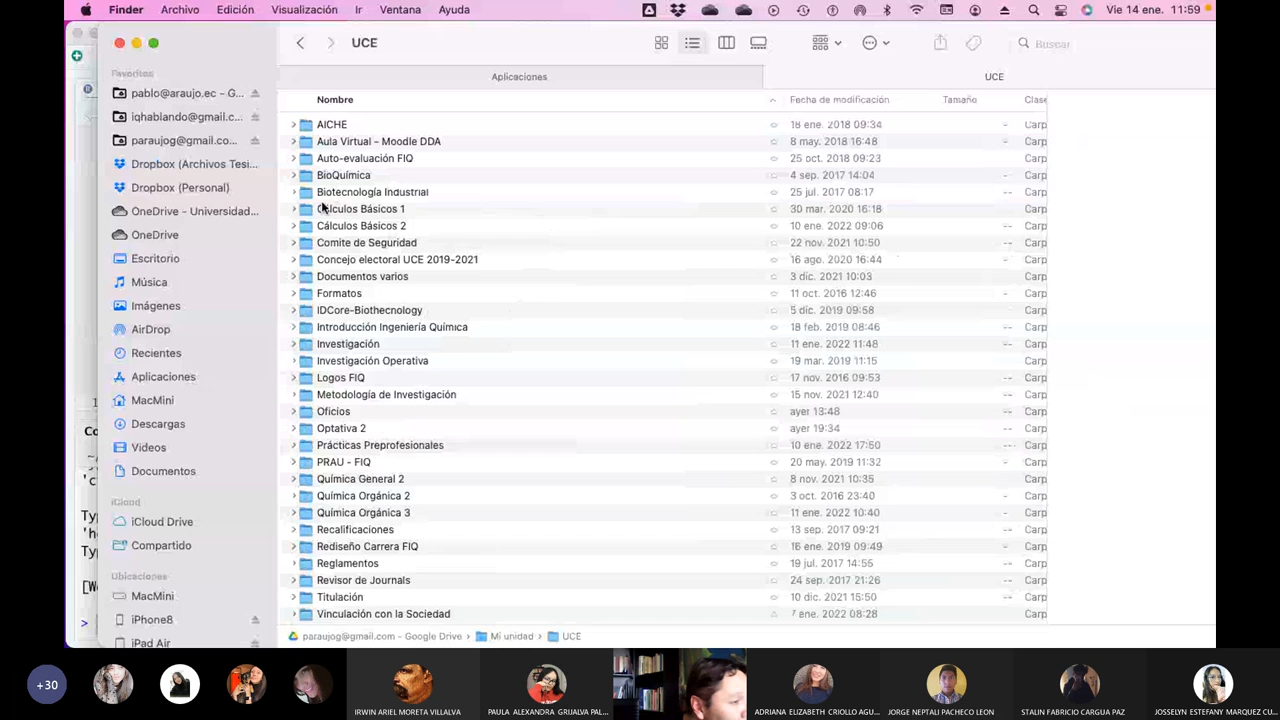 Finder Archivo Edición Visualización Ir Ventana Ayuda Vie 14 ene. 11:59
UCE Buscar
Aplicaciones UCE
Nombre Fecha de modificación Tamaño Clase
Favoritos
pablo@araujo.ec – G...
iqhablando@gmail.c...
paraujog@gmail.co...
Dropbox (Archivos Tesi...
Dropbox (Personal)
OneDrive – Universidad...
OneDrive
Escritorio
Música
Imágenes
AirDrop
Recientes
Aplicaciones
MacMini
Descargas
Vídeos
Documentos
iCloud
iCloud Drive
Compartido
Ubicaciones
MacMini
iPhone8
iPad Air
AICHE 16 ene. 2018 09:34 -- Carp
Aula Virtual – Moodle DDA 8 may. 2018 16:48 -- Carp
Auto-evaluación FIQ 25 oct. 2018 09:23 -- Carp
BioQuímica 4 sep. 2017 14:04 -- Carp
Biotecnología Industrial 25 jul. 2017 08:17 -- Carp
Cálculos Básicos 1 30 mar. 2020 16:18 -- Carp
Cálculos Básicos 2 10 ene. 2022 09:06 -- Carp
Comite de Seguridad 22 nov. 2021 10:50 -- Carp
Concejo electoral UCE 2019-2021 16 ago. 2020 16:44 -- Carp
Documentos varios 3 dic. 2021 10:03 -- Carp
Formatos 11 oct. 2016 12:46 -- Carp
IDCore-Biothecnology 5 dic. 2019 09:58 -- Carp
Introducción Ingeniería Química 18 feb. 2019 08:46 -- Carp
Investigación 11 ene. 2022 11:48 -- Carp
Investigación Operativa 19 mar. 2019 11:15 -- Carp
Logos FIQ 17 nov. 2016 09:53 -- Carp
Metodología de Investigación 15 nov. 2021 12:40 -- Carp
Oficios ayer 13:48 -- Carp
Optativa 2 ayer 19:34 -- Carp
Prácticas Preprofesionales 10 ene. 2022 17:50 -- Carp
PRAU - FIQ 20 may. 2019 11:32 -- Carp
Química General 2 8 nov. 2021 10:35 -- Carp
Química Orgánica 2 3 oct. 2016 23:40 -- Carp
Química Orgánica 3 11 ene. 2022 10:40 -- Carp
Recalificaciones 13 sep. 2017 09:21 -- Carp
Rediseño Carrera FIQ 16 ene. 2019 09:49 -- Carp
Reglamentos 19 jul. 2017 14:55 -- Carp
Revisor de Journals 24 sep. 2017 21:26 -- Carp
Titulación 10 dic. 2021 15:50 -- Carp
Vinculación con la Sociedad 7 ene. 2022 08:28 -- Carp
paraujog@gmail.com – Google Drive › Mi unidad › UCE
+30
IRWIN ARIEL MORETA VILLALVA
PAULA ALEXANDRA GRIJALVA PAL...
ADRIANA ELIZABETH CRIOLLO AGU...
JORGE NEPTALI PACHECO LEON
STALIN FABRICIO CARGUA PAZ
JOSSELYN ESTEFANY MARQUEZ CU...